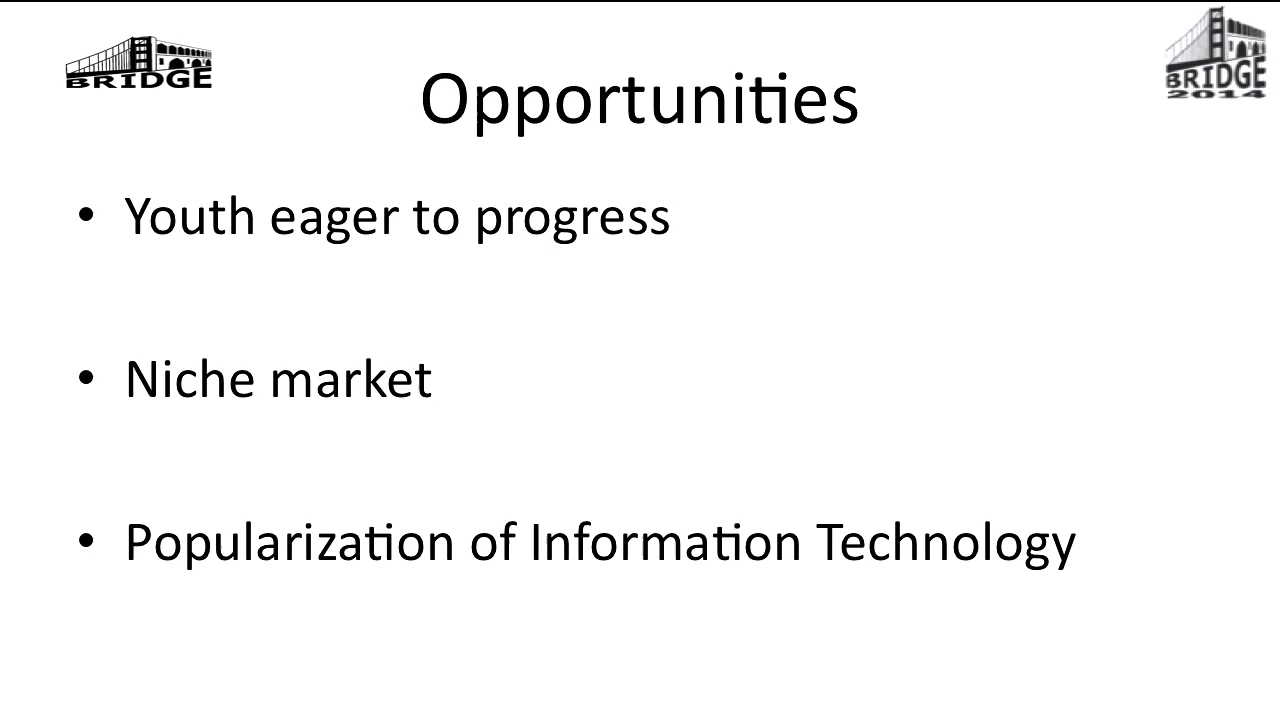 BRIDGE
BRIDGE
2014
Opportunities
• Youth eager to progress
• Niche market
• Popularization of Information Technology